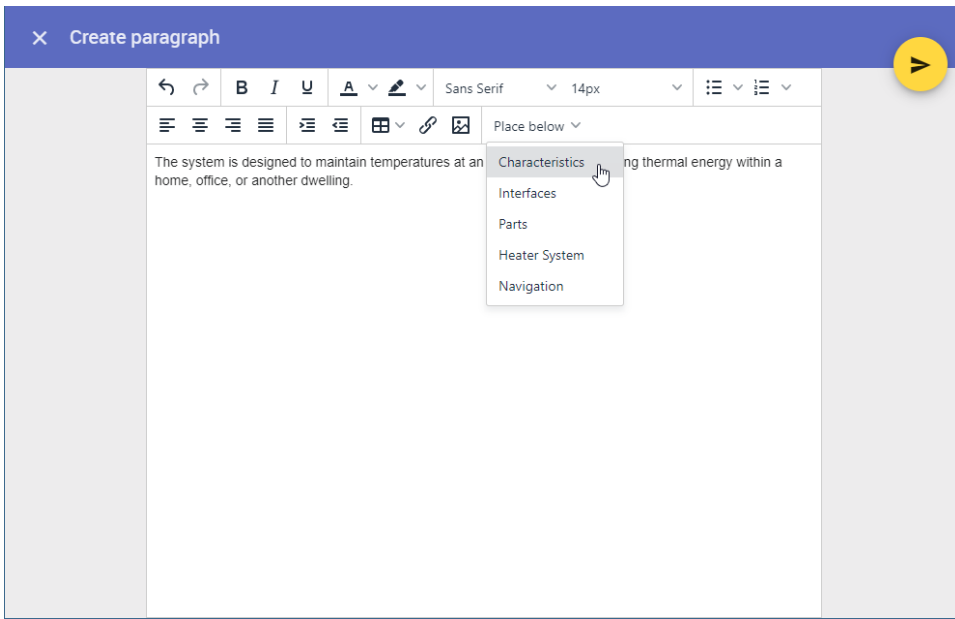 Create paragraph
B I U A Sans Serif 14px
Place below
The system is designed to maintain temperatures at an ng thermal energy within a
home, office, or another dwelling.
Characteristics
Interfaces
Parts
Heater System
Navigation